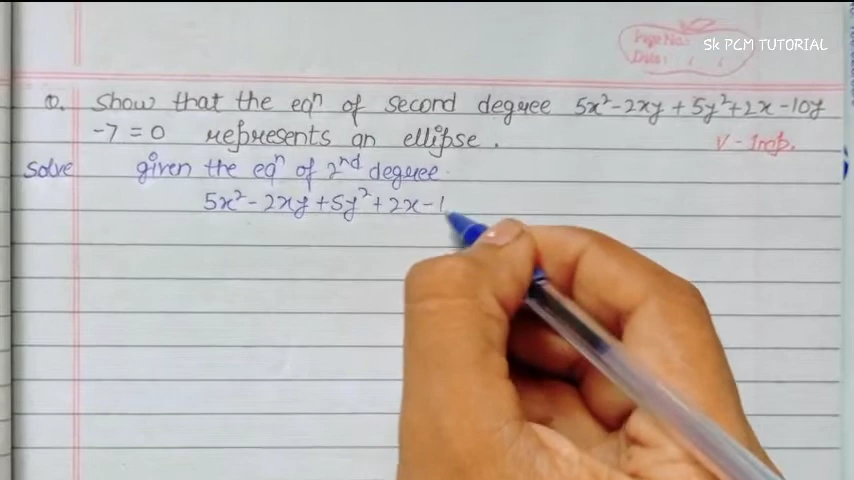 Page No.:
Date: / /
Sk PCM TUTORIAL
Q. Show that the eqⁿ of second degree 5x²-2xy+5y²+2x-10y
-7=0 represents an ellipse.
V-Imp.
Solve given the eqⁿ of 2ⁿᵈ degree.
5x²-2xy+5y²+2x-1